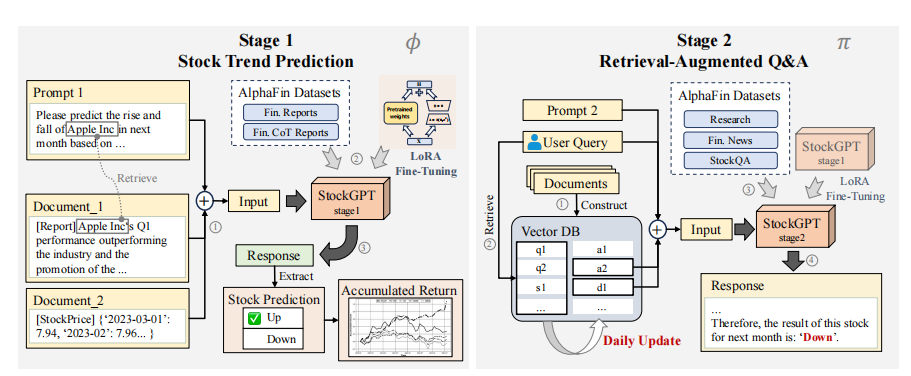 Stage 1
Stock Trend Prediction
ϕ
Prompt 1
Please predict the rise and
fall of Apple Inc in next
month based on ...
Retrieve
Document_1
[Report] Apple Inc's Q1
performance outperforming
the industry and the
promotion of the ...
Document_2
[StockPrice] {‘2023-03-01’:
7.94, ‘2023-02’: 7.96... }
①
Input
AlphaFin Datasets
Fin. Reports
Fin. CoT Reports
②
Pretrained
weights
X
LoRA
Fine-Tuning
StockGPT
stage1
③
Response
Extract
Stock Prediction
Up
Down
Accumulated Return
Stage 2
Retrieval-Augmented Q&A
π
Prompt 2
User Query
Documents
① Construct
② Retrieve
Vector DB
q1 a1
q2 a2
s1 d1
... ...
Daily Update
Input
AlphaFin Datasets
Research
Fin. News
StockQA
③
StockGPT
stage1
LoRA
Fine-Tuning
StockGPT
stage2
④
Response
...
Therefore, the result of this stock
for next month is: ‘Down’.